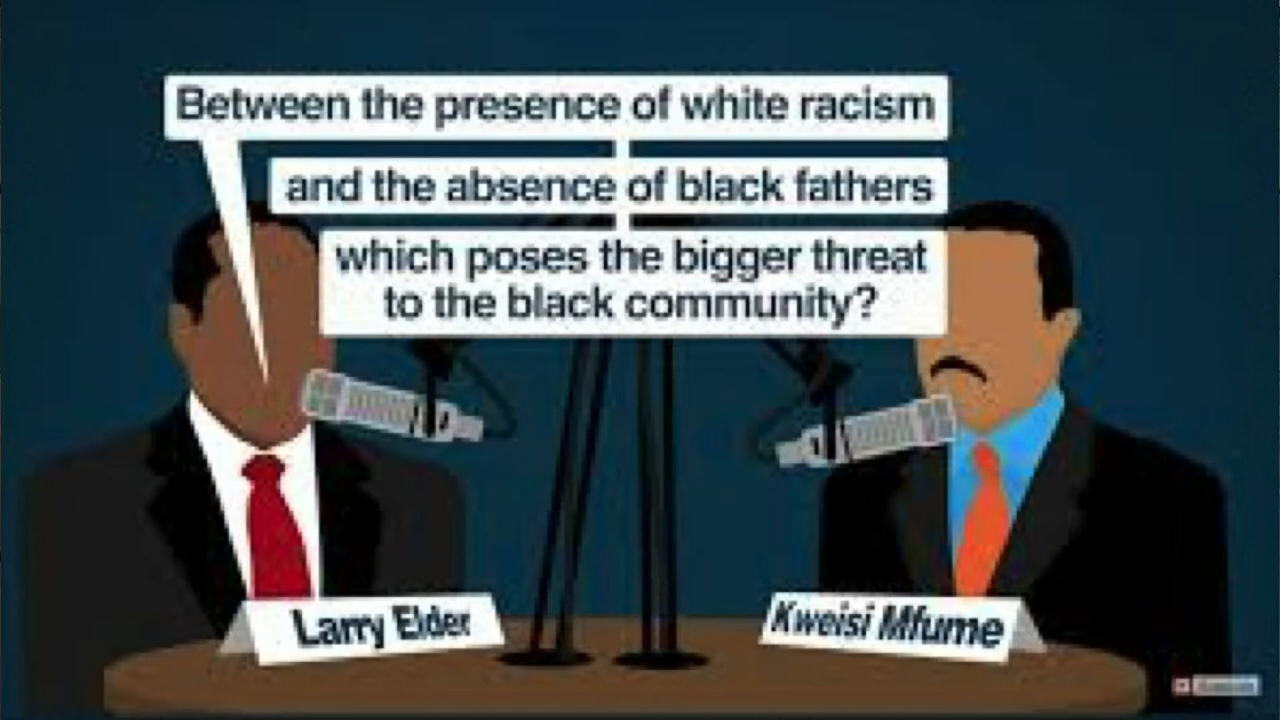 Between the presence of white racism
and the absence of black fathers
which poses the bigger threat
to the black community?
Larry Elder
Kweisi Mfume